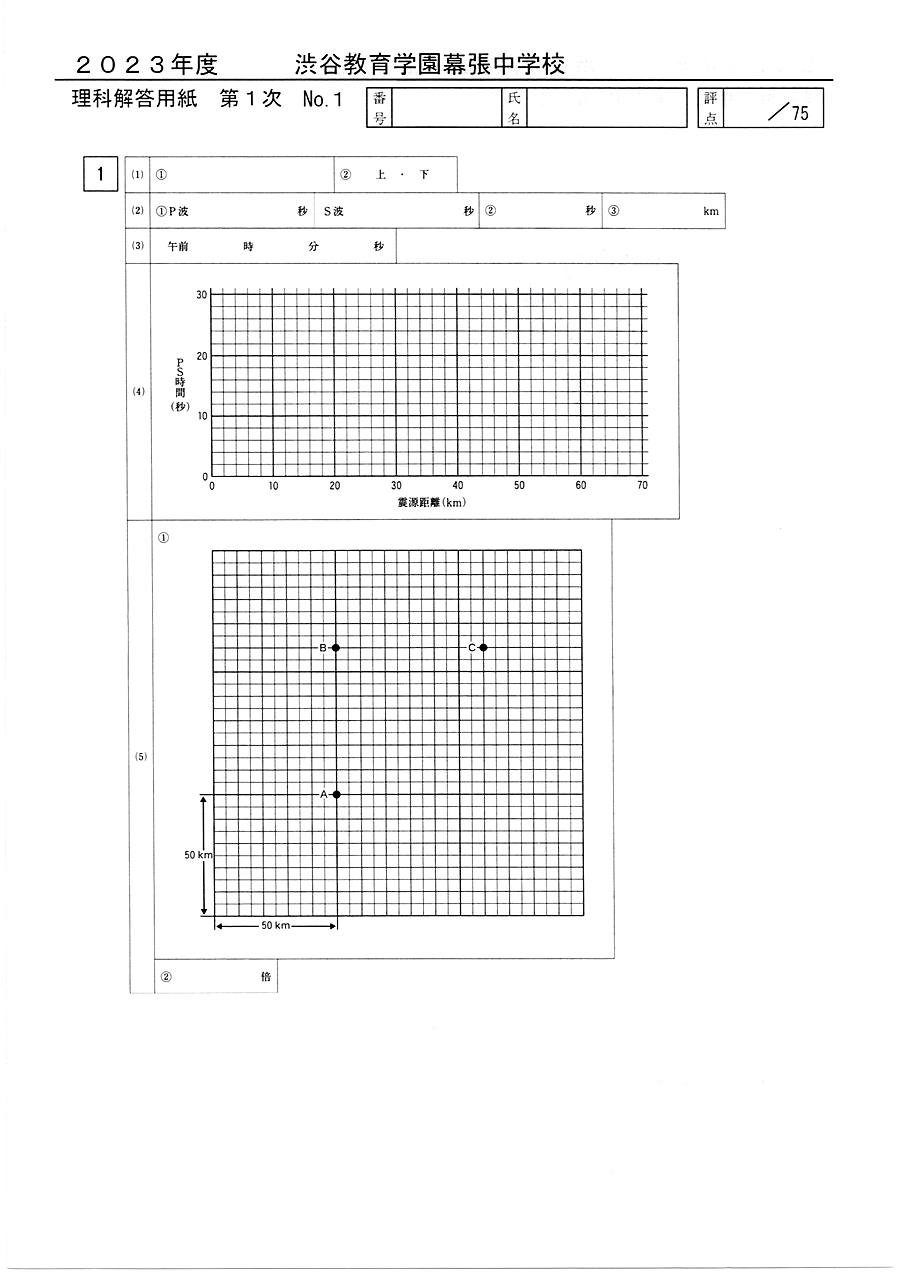 ２０２３年度　渋谷教育学園幕張中学校
理科解答用紙　第１次　No.1
番号
氏名
評点
／75
1
(1) ① ② 上 ・ 下
(2) ①Ｐ波 秒 Ｓ波 秒 ② 秒 ③ km
(3) 午前 時 分 秒
(4)
30
20
10
0
PS時間(秒)
0 10 20 30 40 50 60 70
震源距離(km)
(5)
①
B C
A
50 km
50 km
② 倍